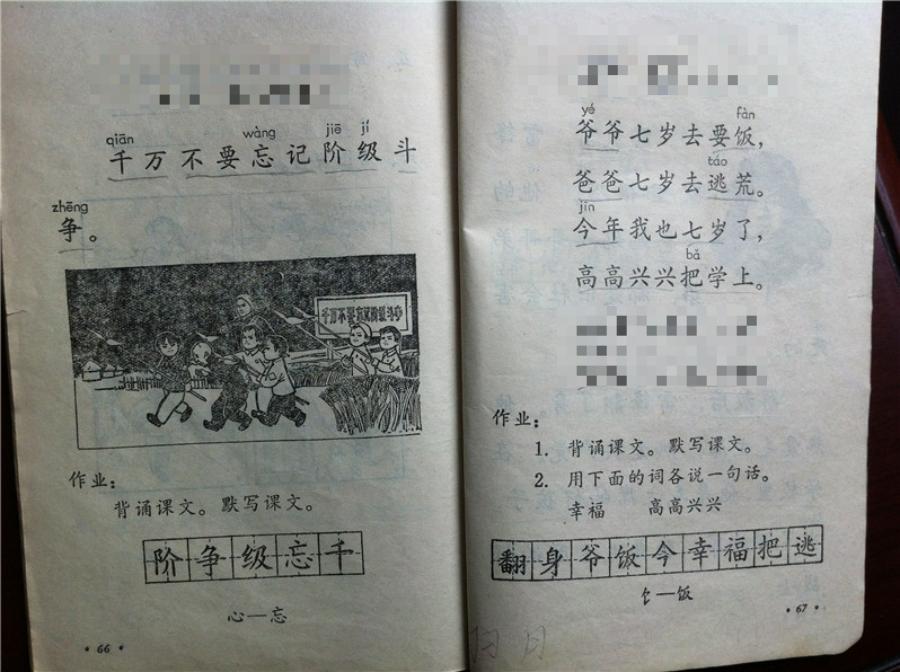 qiān wàng jiē jí
千万不要忘记阶级斗
zhēng
争。
千万不要忘记阶级斗争
作业：
背诵课文。默写课文。
阶争级忘千
心—忘
• 66 •
yé fàn
爷爷七岁去要饭，
táo
爸爸七岁去逃荒。
jīn
今年我也七岁了，
bǎ
高高兴兴把学上。
作业：
1. 背诵课文。默写课文。
2. 用下面的词各说一句话。
幸福 高高兴兴
翻身爷饭今幸福把逃
饣—饭
• 67 •